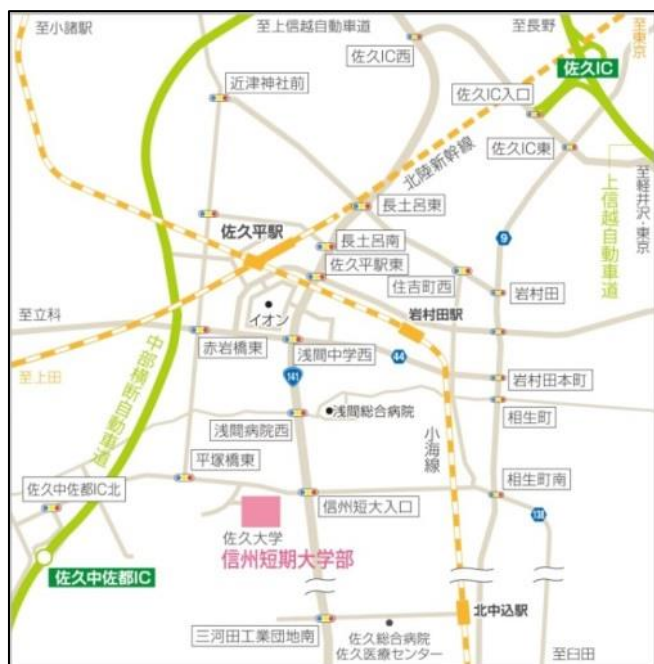 至小諸駅
至上信越自動車道
至長野
至東京
佐久IC西
佐久IC
近津神社前
佐久IC入口
佐久IC東
北陸新幹線
至軽井沢・東京
上信越自動車道
長土呂東
佐久平駅
長土呂南
9
佐久平駅東
住吉町西
岩村田
イオン
至立科
岩村田駅
赤岩橋東
浅間中学西
44
至上田
141
岩村田本町
中部横断自動車道
浅間総合病院
相生町
浅間病院西
小海線
平塚橋東
佐久中佐都IC北
相生町南
信州短大入口
138
佐久大学
信州短期大学部
佐久中佐都IC
北中込駅
三河田工業団地南
佐久総合病院
佐久医療センター
至臼田